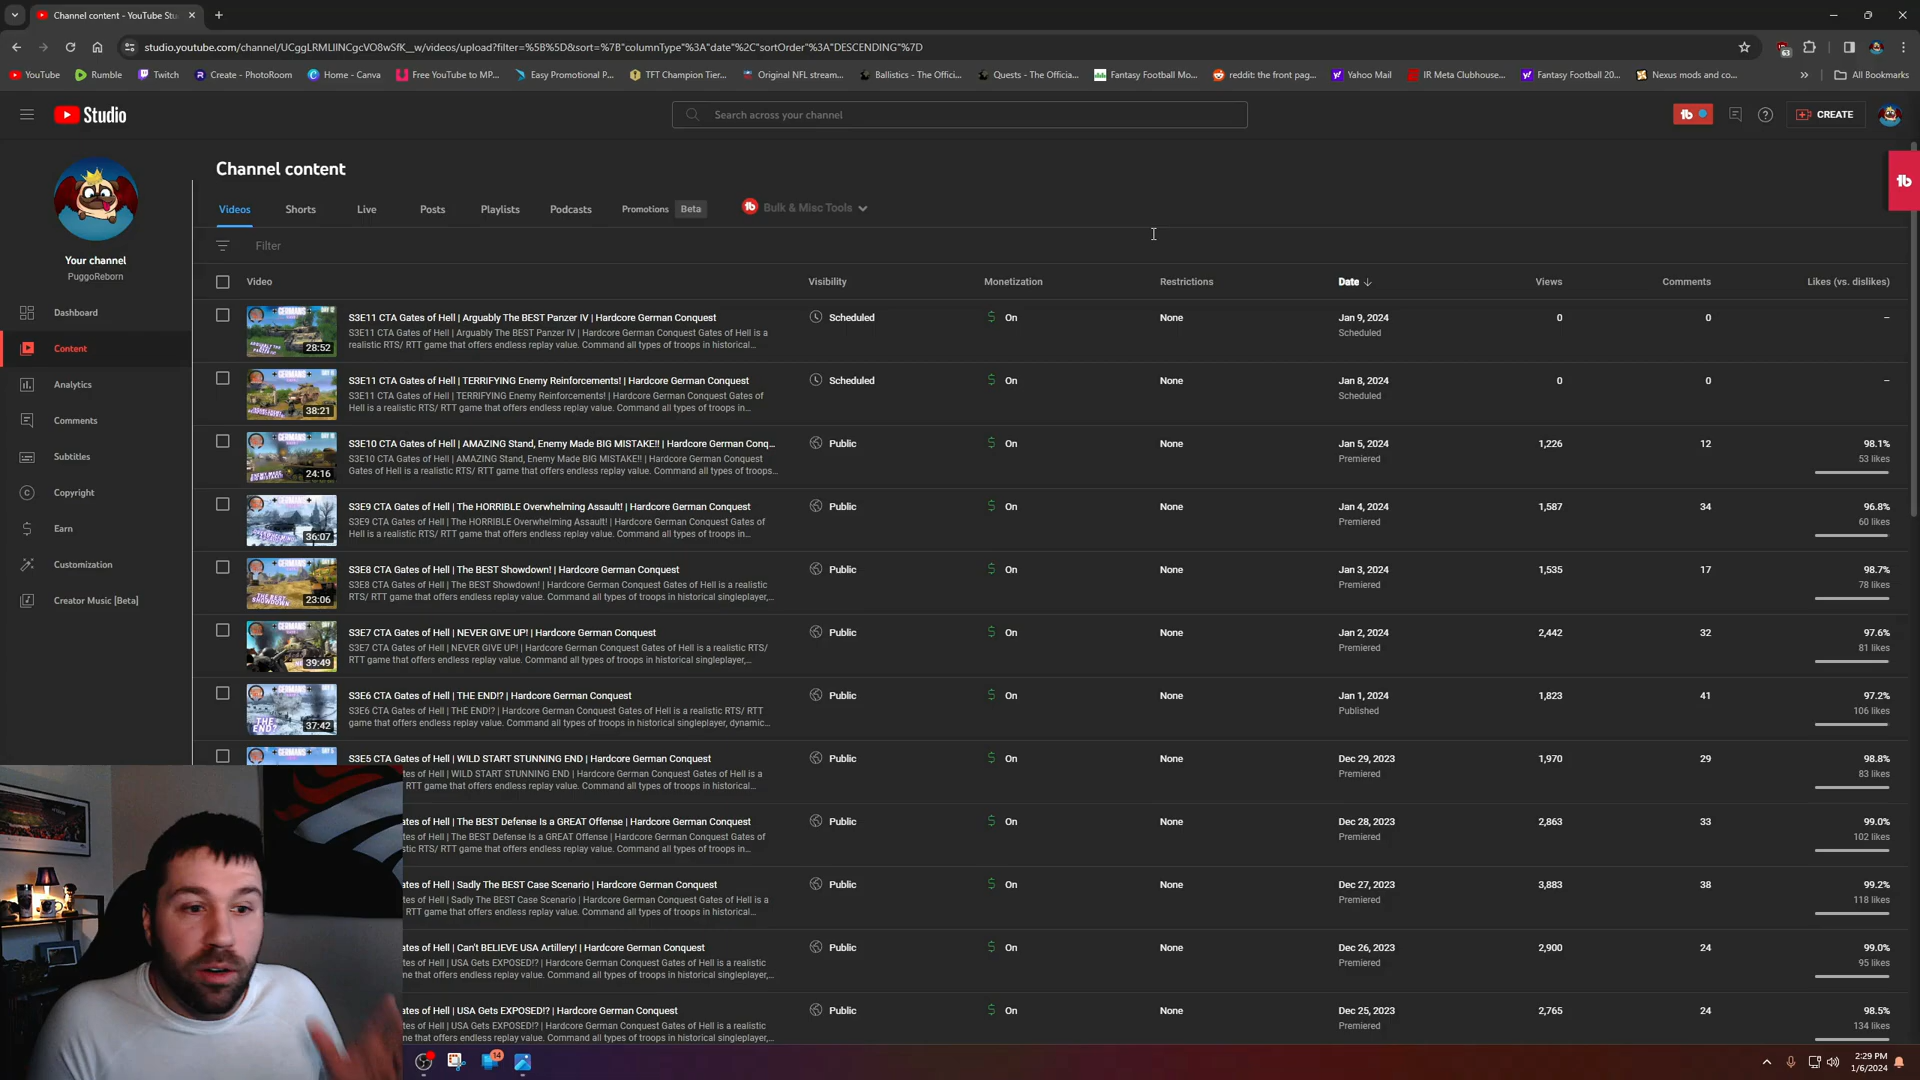 Channel content - YouTube Stu
studio.youtube.com/channel/UCggLRMLlINCgcVO8wSfK_w/videos/upload?filter=%5B%5D&sort=%7B"columnType"%3A"date"%2C"sortOrder"%3A"DESCENDING"%7D
63
YouTube Rumble Twitch Create - PhotoRoom Home - Canva Free YouTube to MP... Easy Promotional P... TFT Champion Tier... Original NFL stream... Ballistics - The Offici... Quests - The Officia... Fantasy Football Mo... reddit: the front pag... Yahoo Mail IR Meta Clubhouse... Fantasy Football 20... Nexus mods and co... » All Bookmarks
Studio
Search across your channel
CREATE
Channel content
Videos Shorts Live Posts Playlists Podcasts Promotions Beta Bulk & Misc Tools
Filter
Your channel
PuggoReborn
Dashboard
Content
Analytics
Comments
Subtitles
Copyright
Earn
Customization
Creator Music [Beta]
Video Visibility Monetization Restrictions Date Views Comments Likes (vs. dislikes)
S3E11 CTA Gates of Hell | Arguably The BEST Panzer IV | Hardcore German Conquest Scheduled On None Jan 9, 2024 0 0 –
S3E11 CTA Gates of Hell | Arguably The BEST Panzer IV | Hardcore German Conquest Gates of Hell is a Scheduled
28:52 realistic RTS/ RTT game that offers endless replay value. Command all types of troops in historical...
S3E11 CTA Gates of Hell | TERRIFYING Enemy Reinforcements! | Hardcore German Conquest Scheduled On None Jan 8, 2024 0 0 –
S3E11 CTA Gates of Hell | TERRIFYING Enemy Reinforcements! | Hardcore German Conquest Gates of Scheduled
38:21 Hell is a realistic RTS/ RTT game that offers endless replay value. Command all types of troops in...
S3E10 CTA Gates of Hell | AMAZING Stand, Enemy Made BIG MISTAKE!! | Hardcore German Conq... Public On None Jan 5, 2024 1,226 12 98.1%
S3E10 CTA Gates of Hell | AMAZING Stand, Enemy Made BIG MISTAKE!! | Hardcore German Conquest Premiered 53 likes
24:16 Gates of Hell is a realistic RTS/ RTT game that offers endless replay value. Command all types of troops...
S3E9 CTA Gates of Hell | The HORRIBLE Overwhelming Assault! | Hardcore German Conquest Public On None Jan 4, 2024 1,587 34 96.8%
S3E9 CTA Gates of Hell | The HORRIBLE Overwhelming Assault! | Hardcore German Conquest Gates of Premiered 60 likes
36:07 Hell is a realistic RTS/ RTT game that offers endless replay value. Command all types of troops in...
S3E8 CTA Gates of Hell | The BEST Showdown! | Hardcore German Conquest Public On None Jan 3, 2024 1,535 17 98.7%
S3E8 CTA Gates of Hell | The BEST Showdown! | Hardcore German Conquest Gates of Hell is a realistic Premiered 78 likes
23:06 RTS/ RTT game that offers endless replay value. Command all types of troops in historical singleplayer,...
S3E7 CTA Gates of Hell | NEVER GIVE UP! | Hardcore German Conquest Public On None Jan 2, 2024 2,442 32 97.6%
S3E7 CTA Gates of Hell | NEVER GIVE UP! | Hardcore German Conquest Gates of Hell is a realistic RTS/ Premiered 81 likes
39:49 RTT game that offers endless replay value. Command all types of troops in historical singleplayer,...
S3E6 CTA Gates of Hell | THE END!? | Hardcore German Conquest Public On None Jan 1, 2024 1,823 41 97.2%
S3E6 CTA Gates of Hell | THE END!? | Hardcore German Conquest Gates of Hell is a realistic RTS/ RTT Published 106 likes
THE END? 37:42 game that offers endless replay value. Command all types of troops in historical singleplayer, dynamic...
S3E5 CTA Gates of Hell | WILD START STUNNING END | Hardcore German Conquest Public On None Dec 29, 2023 1,970 29 98.8%
tes of Hell | WILD START STUNNING END | Hardcore German Conquest Gates of Hell is a Premiered 83 likes
RTT game that offers endless replay value. Command all types of troops in historical...
ates of Hell | The BEST Defense Is a GREAT Offense | Hardcore German Conquest Public On None Dec 28, 2023 2,863 33 99.0%
tes of Hell | The BEST Defense Is a GREAT Offense | Hardcore German Conquest Gates of Premiered 102 likes
stic RTS/ RTT game that offers endless replay value. Command all types of troops in...
ates of Hell | Sadly The BEST Case Scenario | Hardcore German Conquest Public On None Dec 27, 2023 3,883 38 99.2%
tes of Hell | Sadly The BEST Case Scenario | Hardcore German Conquest Gates of Hell is a Premiered 118 likes
RTT game that offers endless replay value. Command all types of troops in historical...
ates of Hell | Can't BELIEVE USA Artillery! | Hardcore German Conquest Public On None Dec 26, 2023 2,900 24 99.0%
tes of Hell | USA Gets EXPOSED!? | Hardcore German Conquest Gates of Hell is a realistic Premiered 95 likes
me that offers endless replay value. Command all types of troops in historical singleplayer,...
ates of Hell | USA Gets EXPOSED!? | Hardcore German Conquest Public On None Dec 25, 2023 2,765 24 98.5%
tes of Hell | USA Gets EXPOSED!? | Hardcore German Conquest Gates of Hell is a realistic Premiered 134 likes
me that offers endless replay value. Command all types of troops in historical singleplayer,...
14
2:29 PM
1/6/2024